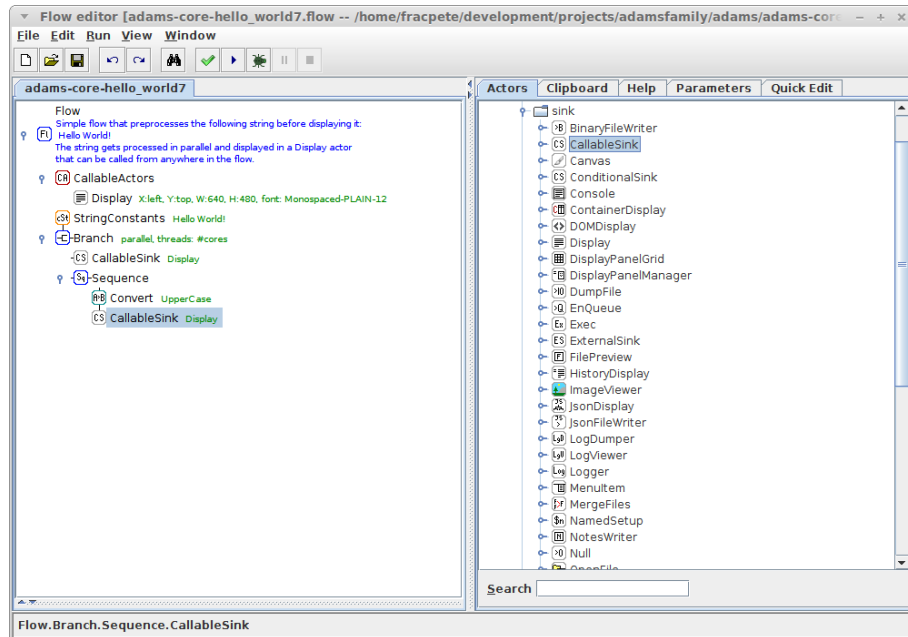 Flow editor [adams-core-hello_world7.flow -- /home/fracpete/development/projects/adamsfamily/adams/adams-core
File Edit Run View Window
adams-core-hello_world7
Flow
Simple flow that preprocesses the following string before displaying it:
Hello World!
The string gets processed in parallel and displayed in a Display actor
that can be called from anywhere in the flow.
CallableActors
Display X:left, Y:top, W:640, H:480, font: Monospaced-PLAIN-12
StringConstants Hello World!
Branch parallel, threads: #cores
CallableSink Display
Sequence
Convert UpperCase
CallableSink Display
Actors Clipboard Help Parameters Quick Edit
sink
BinaryFileWriter
CallableSink
Canvas
ConditionalSink
Console
ContainerDisplay
DOMDisplay
Display
DisplayPanelGrid
DisplayPanelManager
DumpFile
EnQueue
Exec
ExternalSink
FilePreview
HistoryDisplay
ImageViewer
JsonDisplay
JsonFileWriter
LogDumper
LogViewer
Logger
MenuItem
MergeFiles
NamedSetup
NotesWriter
Null
OpenFile
Search
Flow.Branch.Sequence.CallableSink